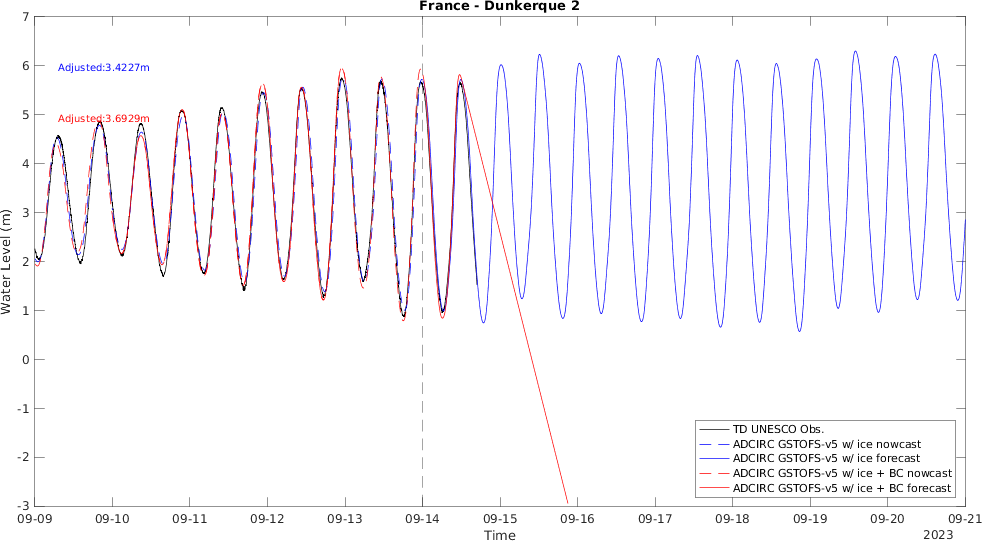 France - Dunkerque 2
7
6
5
4
3
2
1
0
-1
-2
-3
Water Level (m)
Adjusted:3.4227m
Adjusted:3.6929m
TD UNESCO Obs.
ADCIRC GSTOFS-v5 w/ ice nowcast
ADCIRC GSTOFS-v5 w/ ice forecast
ADCIRC GSTOFS-v5 w/ ice + BC nowcast
ADCIRC GSTOFS-v5 w/ ice + BC forecast
09-09 09-10 09-11 09-12 09-13 09-14 09-15 09-16 09-17 09-18 09-19 09-20 09-21
Time
2023